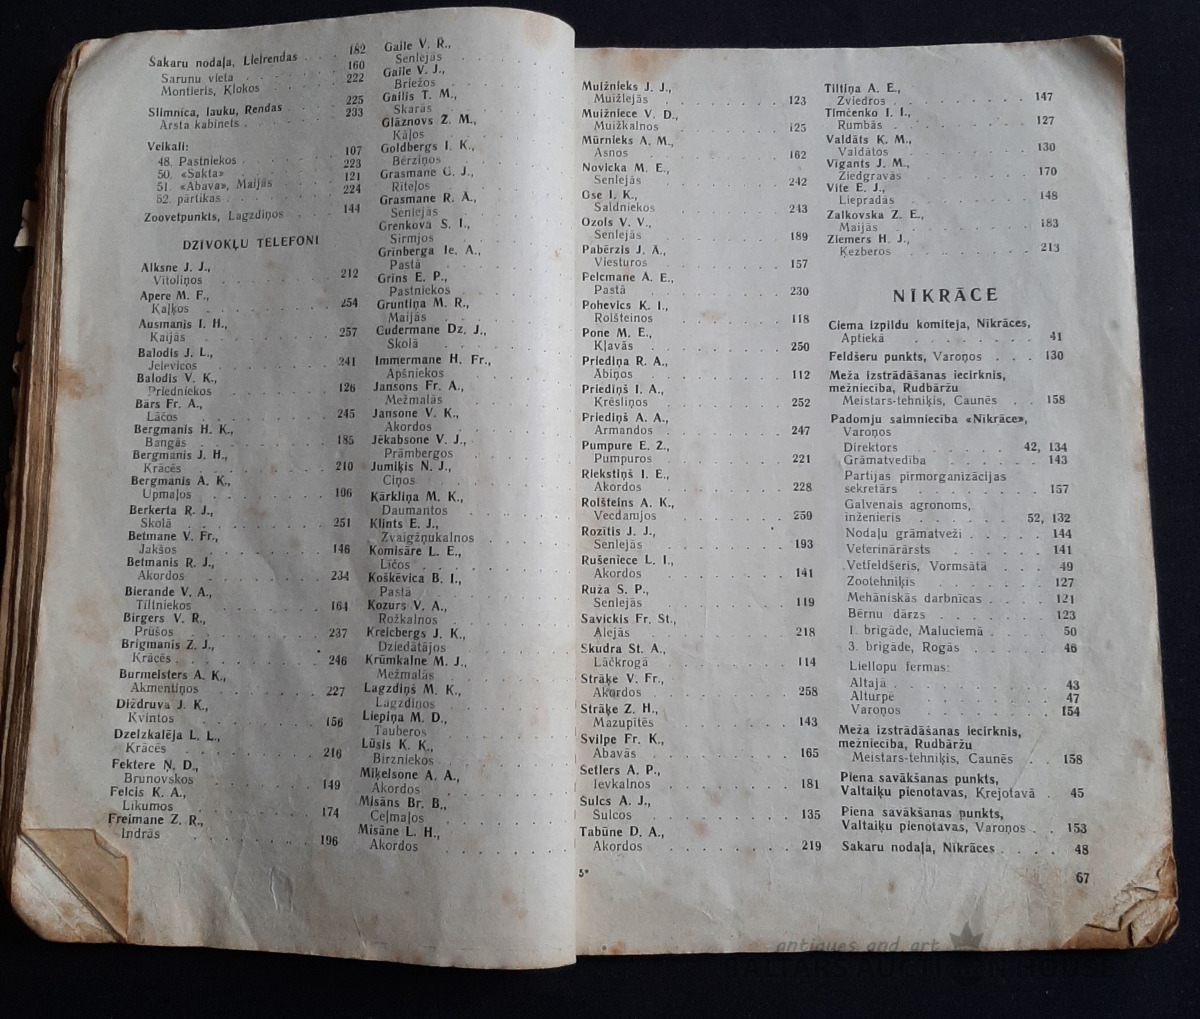 Sakaru nodaļa, Lielrendas . . 182
Sarunu vieta . . . . . 160
Montieris, Klokos . . . . 222
Slimnīca, lauku, Rendas . . 225
Ārsta kabinets . . . . . 233
Veikali:
48. Pastniekos . . . . . 107
50. «Sakta» . . . . . 223
51. «Abava», Maijās . . . 121
52. pārtikas . . . . . 224
Zoovetpunkts, Lagzdiņos . . 144
DZĪVOKĻU TELEFONI
Alksne J. J.,
Vītoliņos . . . . . 212
Apere M. F.,
Kaļķos . . . . . 254
Ausmanis I. H.,
Kaijās . . . . . 257
Balodis J. L.,
Jelevicos . . . . . 241
Balodis V. K.,
Priedniekos . . . . . 126
Bārs Fr. A.,
Lāčos . . . . . 245
Bergmanis H. K.,
Bangās . . . . . 185
Bergmanis J. H.,
Krācēs . . . . . 210
Bergmanis A. K.,
Upmaļos . . . . . 106
Berkerta R. J.,
Skolā . . . . . 251
Betmane V. Fr.,
Jakšos . . . . . 146
Betmanis R. J.,
Akordos . . . . . 234
Bierande V. A.,
Tiltniekos . . . . . 164
Birgers V. R.,
Prūšos . . . . . 237
Brigmanis Z. J.,
Krācēs . . . . . 246
Burmeisters A. K.,
Akmentiņos . . . . . 227
Diždruva J. K.,
Kvintos . . . . . 156
Dzelzkalēja L. L.,
Krācēs . . . . . 216
Fektere Ņ. D.,
Brunovskos . . . . . 149
Felcis K. A.,
Līkumos . . . . . 174
Freimane Z. R.,
Indrās . . . . . 196
Gaile V. R.,
Senlejās
Gaile V. J.,
Briežos
Gailis T. M.,
Skarās
Glāznovs Ž. M.,
Kāļos
Goldbergs I. K.,
Bērziņos
Grasmane G. J.,
Riteļos
Grasmane R. A.,
Senlejās
Grenkova S. I.,
Sirmjos
Grīnberga Ie. A.,
Pastā
Grīns E. P.,
Pastniekos
Gruntiņa M. R.,
Maijās
Gudermane Dz. J.,
Skolā
Immermane H. Fr.,
Apšniekos
Jansons Fr. A.,
Mežmalās
Jansone V. K.,
Akordos
Jēkabsone V. J.,
Prāmbergos
Jumiķis N. J.,
Ciņos
Kārkliņa M. K.,
Daumantos
Klints E. J.,
Zvaigžņukalnos
Komisāre L. E.,
Līčos
Koškēvica B. I.,
Pastā
Kozurs V. A.,
Rožkalnos
Kreicbergs J. K.,
Dziedātājos
Krūmkalne M. J.,
Mežmalās
Lagzdiņš M. K.,
Lagzdiņos
Liepiņa M. D.,
Tauberos
Lūsis K. K.,
Birzniekos
Miķelsone A. A.,
Akordos
Misāns Br. B.,
Ceļmaļos
Misāne L. H.,
Akordos
Muižnieks J. J.,
Muižlejās . . . . . 123
Muižniece V. D.,
Muižkalnos . . . . . 125
Mūrnieks A. M.,
Asnos . . . . . 162
Novicka M. E.,
Senlejās . . . . . 242
Ose I. K.,
Saldniekos . . . . . 243
Ozols V. V.,
Senlejās . . . . . 189
Pabērzis J. A.,
Viesturos . . . . . 157
Pelcmane A. E.,
Pastā . . . . . 230
Pohevics K. I.,
Rolšteinos . . . . . 118
Pone M. E.,
Kļavās . . . . . 250
Priediņa R. A.,
Ābiņos . . . . . 112
Priediņš I. A.,
Krēsliņos . . . . . 252
Priediņš A. A.,
Armandos . . . . . 247
Pumpure E. Ž.,
Pumpuros . . . . . 221
Riekstiņš I. E.,
Akordos . . . . . 228
Rolšteins A. K.,
Vecdamjos . . . . . 259
Rozītis J. J.,
Senlejās . . . . . 193
Rušeniece L. I.,
Akordos . . . . . 141
Ruža S. P.,
Senlejās . . . . . 119
Savickis Fr. St.,
Alejās . . . . . 218
Skudra St. A.,
Lāčkrogā . . . . . 114
Strāķe V. Fr.,
Akordos . . . . . 258
Strāķe Z. H.,
Mazupītēs . . . . . 143
Svilpe Fr. K.,
Abavās . . . . . 165
Šetlers A. P.,
Ievkalnos . . . . . 181
Šulcs A. J.,
Šulcos . . . . . 135
Tabūne D. A.,
Akordos . . . . . 219
5*
Tiltiņa A. E.,
Zviedros . . . . . 147
Timčenko I. I.,
Rumbās . . . . . 127
Valdāts K. M.,
Valdātos . . . . . 130
Vīgants J. M.,
Ziedgravās . . . . . 170
Vīte E. J.,
Lieprādās . . . . . 148
Zalkovska Z. E.,
Maijās . . . . . 183
Ziemers H. J.,
Ķezberos . . . . . 213
NĪKRĀCE
Ciema izpildu komiteja, Nīkrāces,
Aptiekā . . . . . 41
Feldšeru punkts, Varoņos . . . 130
Meža izstrādāšanas iecirknis,
mežniecība, Rudbāržu
Meistars-tehniķis, Caunēs . . 158
Padomju saimniecība «Nīkrāce»,
Varoņos
Direktors . . . . . 42, 134
Grāmatvedība . . . . . 143
Partijas pirmorganizācijas
sekretārs . . . . . 157
Galvenais agronoms,
inženieris . . . . . 52, 132
Nodaļu grāmatveži . . . . 144
Veterinārārsts . . . . . 141
Vetfeldšeris, Vormsātā . . . 49
Zootehniķis . . . . . 127
Mehāniskās darbnīcas . . . 121
Bērnu dārzs . . . . . 123
1. brigāde, Maluciemā . . . 50
3. brigāde, Rogās . . . . 46
Liellopu fermas:
Altajā . . . . . 43
Alturpē . . . . . 47
Varoņos . . . . . 154
Meža izstrādāšanas iecirknis,
mežniecība, Rudbāržu
Meistars-tehniķis, Caunēs . . 158
Piena savākšanas punkts,
Valtaiķu pienotavas, Krejotavā . 45
Piena savākšanas punkts,
Valtaiķu pienotavas, Varoņos . . 153
Sakaru nodaļa, Nīkrāces . . . . 48
67
antiques and art
BALTARS AUCTION HOUSE